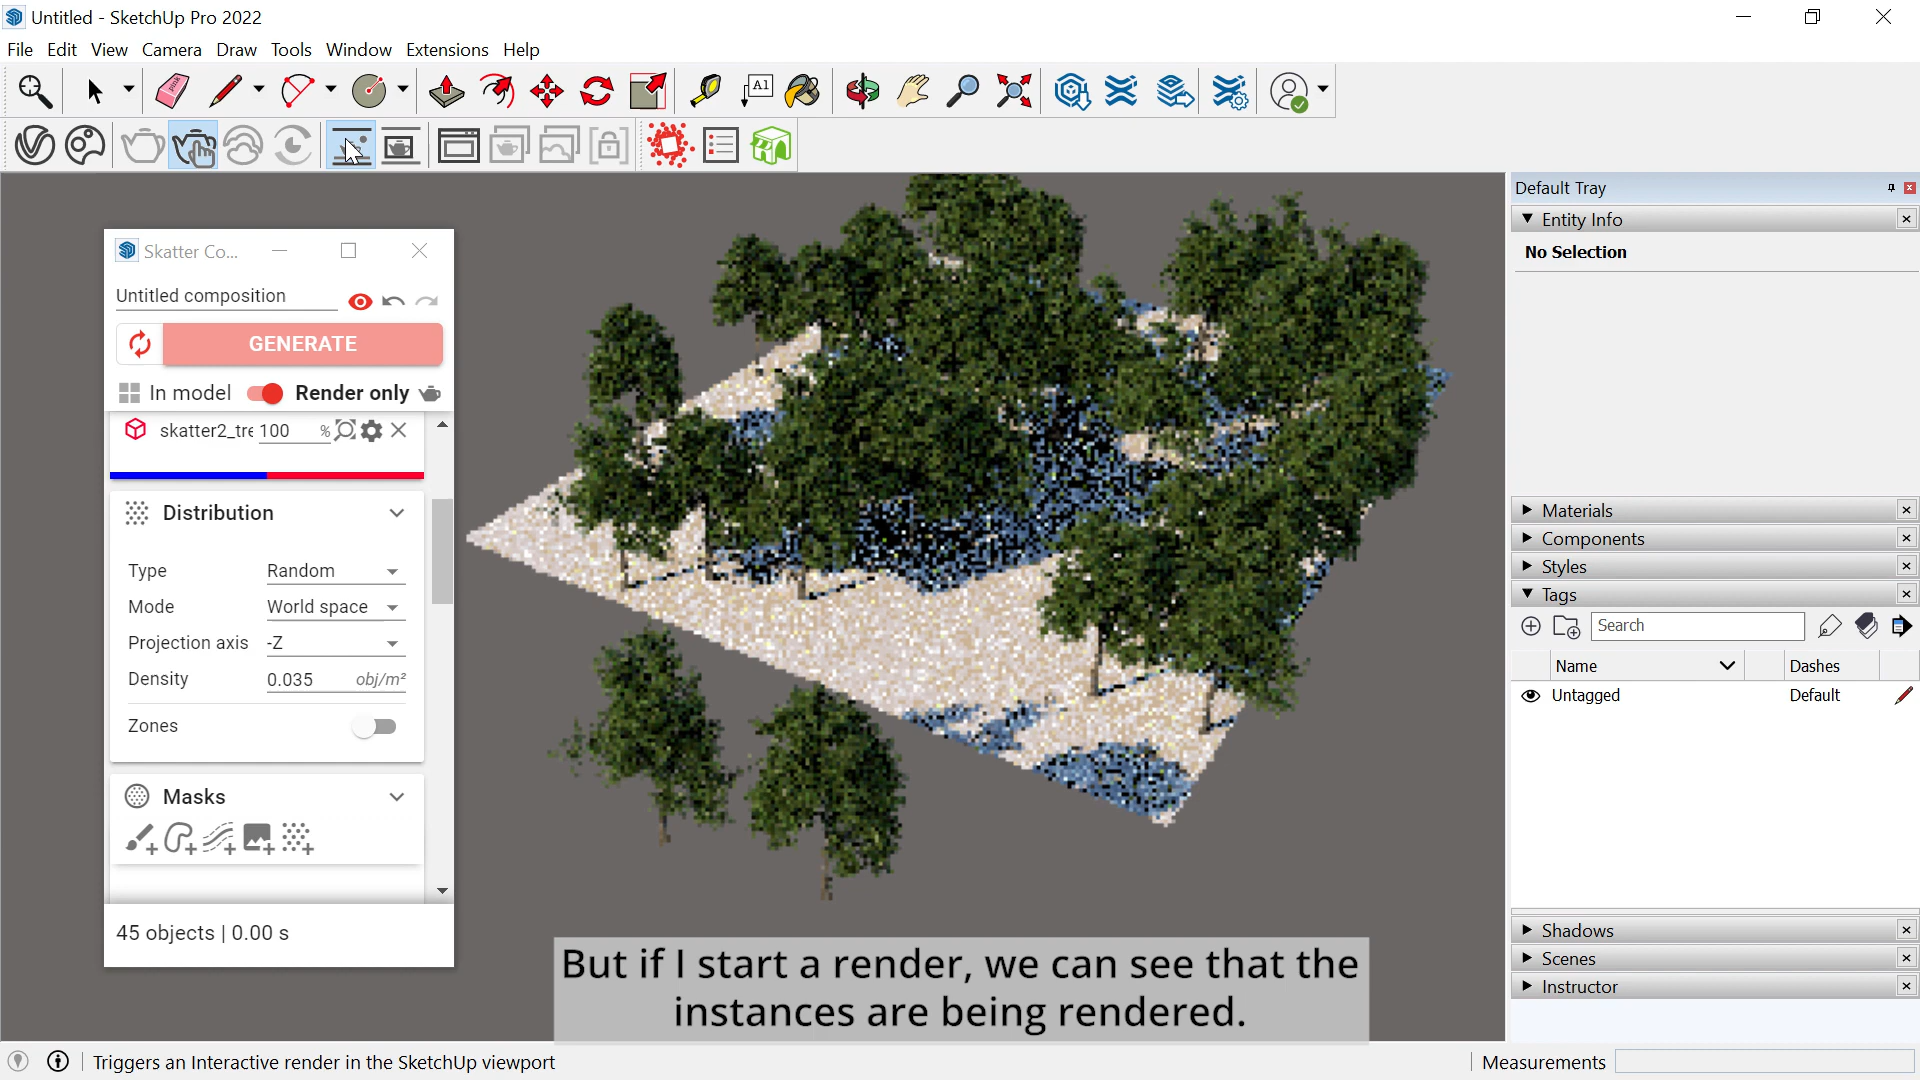 Untitled - SketchUp Pro 2022
File Edit View Camera Draw Tools Window Extensions Help
A1
Default Tray
Entity Info
No Selection
Skatter Co...
Untitled composition
GENERATE
In model Render only
skatter2_tre 100 %
Distribution
Type Random
Mode World space
Projection axis -Z
Density 0.035 obj/m²
Zones
Masks
45 objects | 0.00 s
Materials
Components
Styles
Tags
Search
Name Dashes
Untagged Default
Shadows
Scenes
Instructor
But if I start a render, we can see that the
instances are being rendered.
Triggers an Interactive render in the SketchUp viewport
Measurements